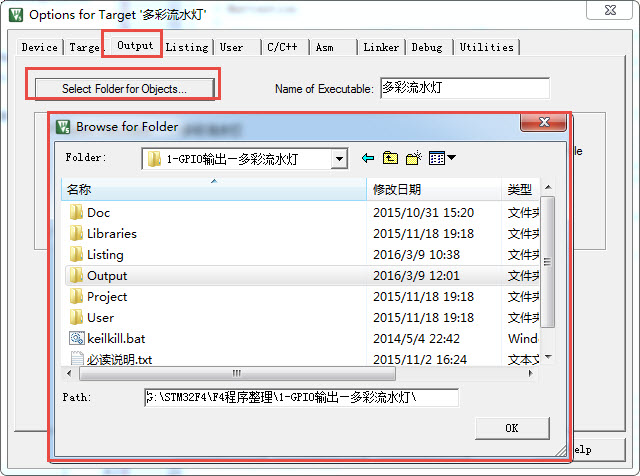 Options for Target '多彩流水灯'
Device Target Output Listing User C/C++ Asm Linker Debug Utilities
Select Folder for Objects... Name of Executable: 多彩流水灯
Browse for Folder
Folder: 1-GPIO输出—多彩流水灯
名称 修改日期 类型
Doc 2015/10/31 15:20 文件夹
Libraries 2015/11/18 19:18 文件夹
Listing 2016/3/9 10:38 文件夹
Output 2016/3/9 12:01 文件夹
Project 2015/11/18 19:18 文件夹
User 2015/11/18 19:18 文件夹
keilkill.bat 2014/5/4 22:42 Wind
必读说明.txt 2015/11/2 16:24 文本文
Path: G:\STM32F4\F4程序整理\1-GPIO输出—多彩流水灯\
OK
elp